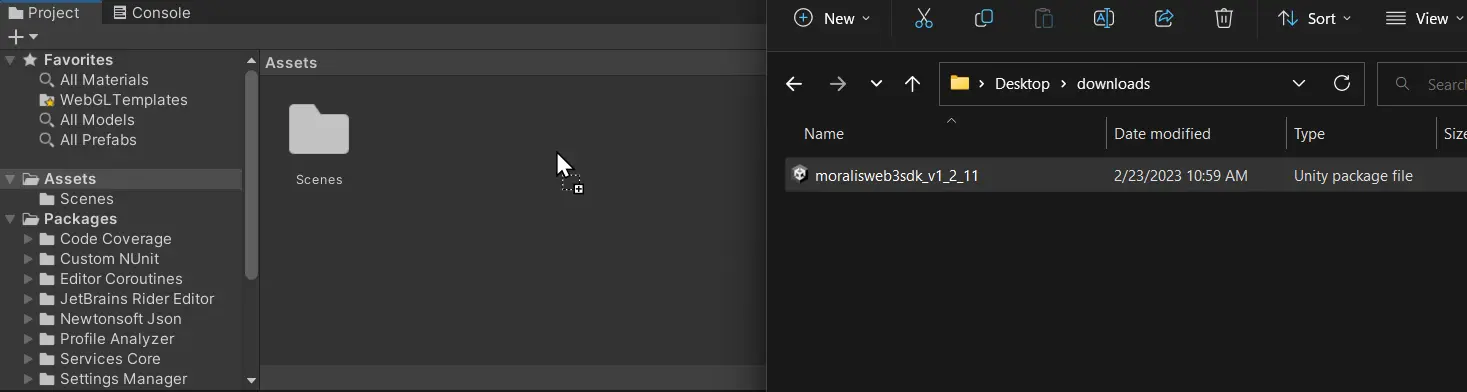 Project
Console
Favorites
All Materials
WebGLTemplates
All Models
All Prefabs
Assets
Scenes
Packages
Code Coverage
Custom NUnit
Editor Coroutines
JetBrains Rider Editor
Newtonsoft Json
Profile Analyzer
Services Core
Settings Manager
Assets
Scenes
New
Sort
View
Desktop
downloads
Searc
Name
Date modified
Type
Size
moralisweb3sdk_v1_2_11
2/23/2023 10:59 AM
Unity package file